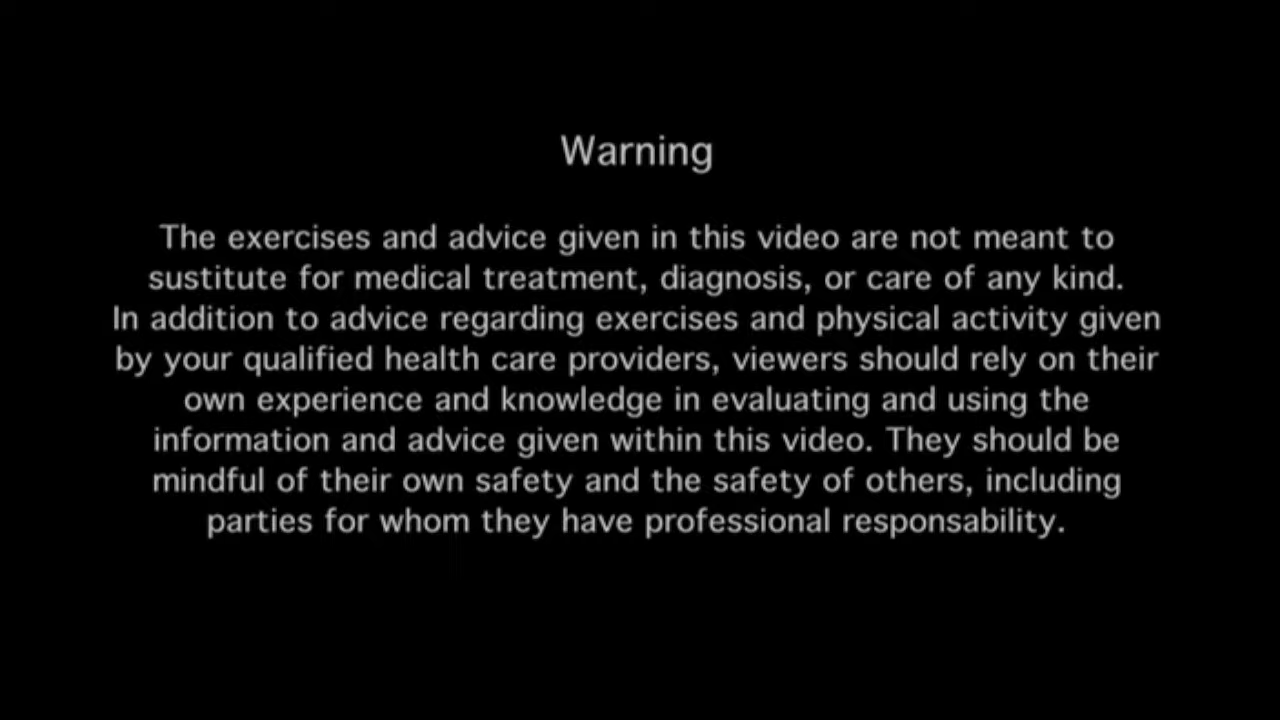 Warning
The exercises and advice given in this video are not meant to
sustitute for medical treatment, diagnosis, or care of any kind.
In addition to advice regarding exercises and physical activity given
by your qualified health care providers, viewers should rely on their
own experience and knowledge in evaluating and using the
information and advice given within this video. They should be
mindful of their own safety and the safety of others, including
parties for whom they have professional responsability.